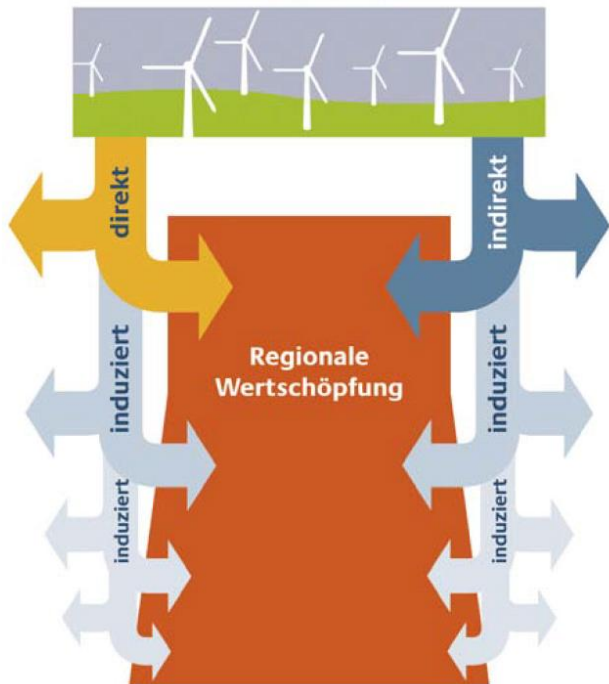 direkt
indirekt
Regionale
Wertschöpfung
induziert
induziert
induziert
induziert